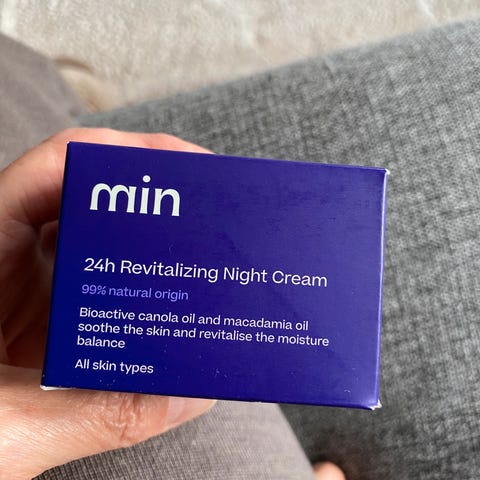 min
24h Revitalizing Night Cream
99% natural origin
Bioactive canola oil and macadamia oil
soothe the skin and revitalise the moisture
balance
All skin types